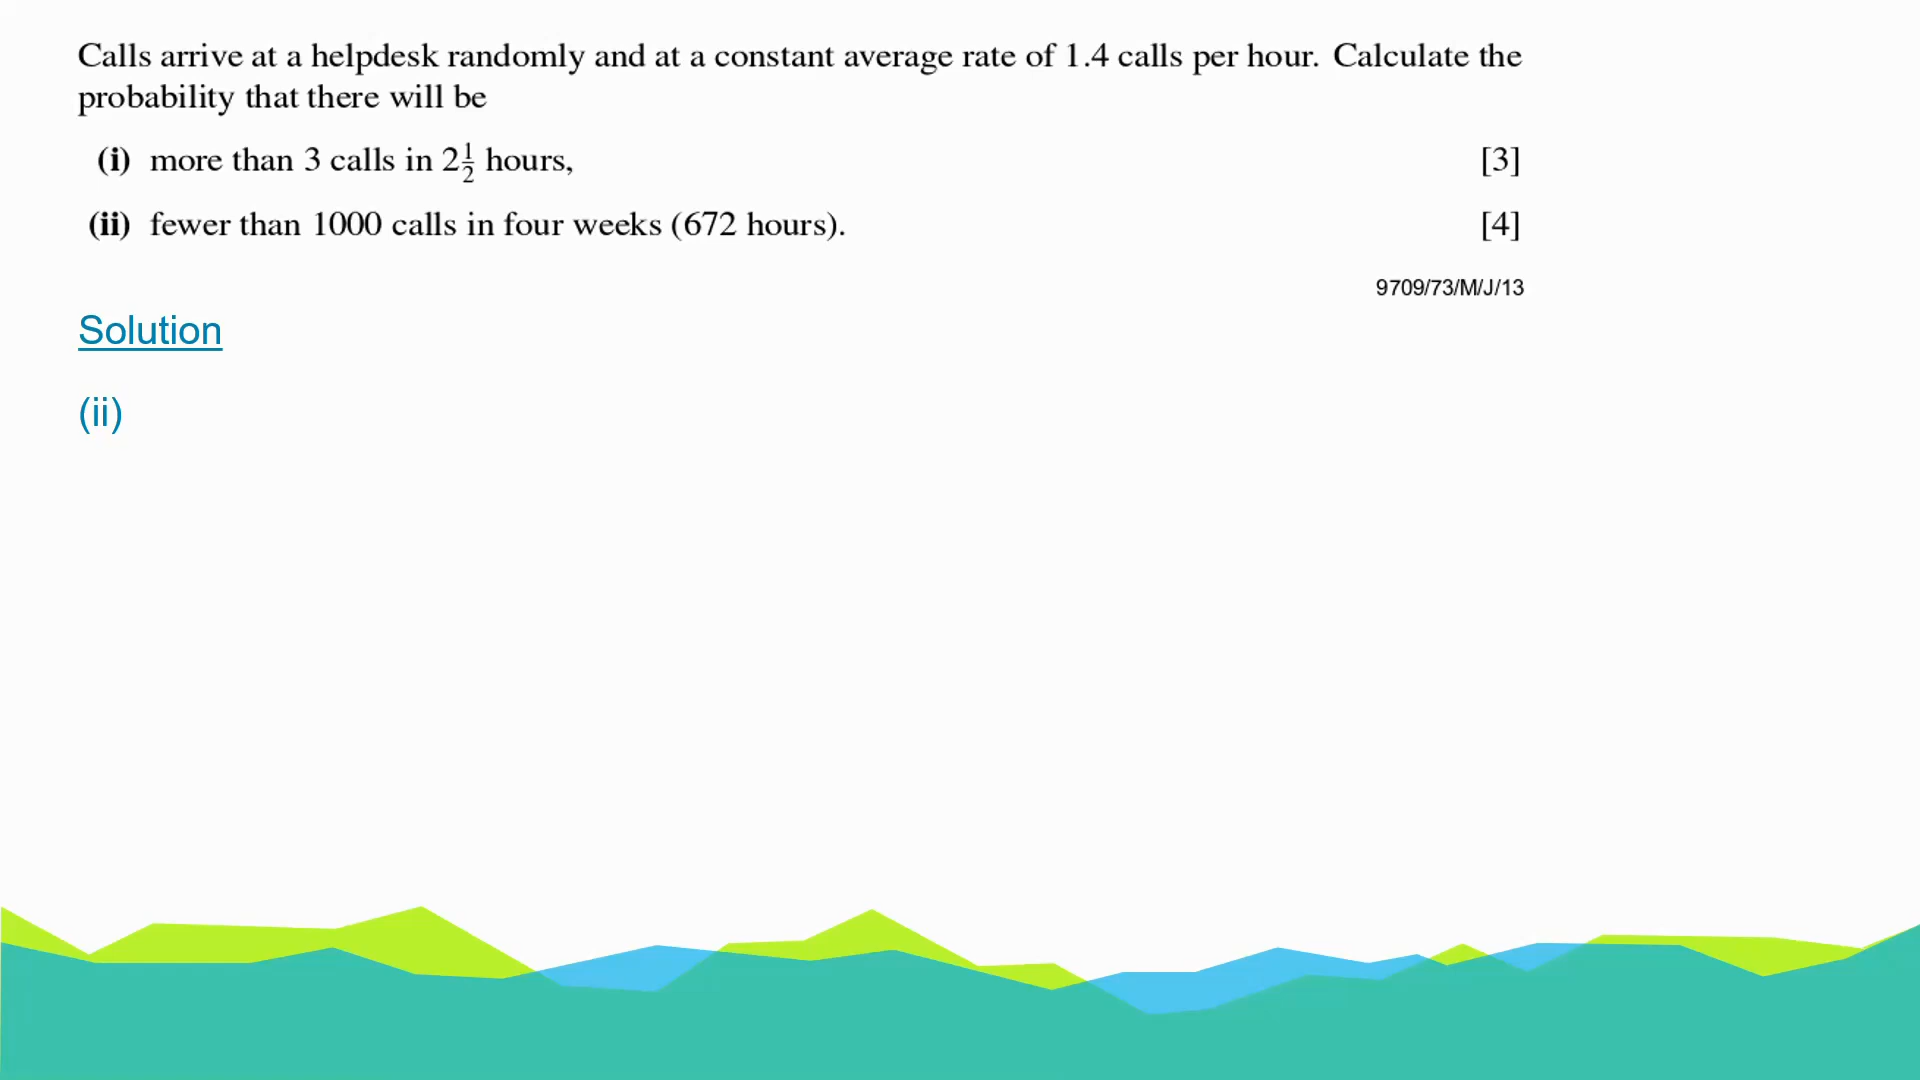 Calls arrive at a helpdesk randomly and at a constant average rate of 1.4 calls per hour. Calculate the
probability that there will be
(i) more than 3 calls in 2½ hours, [3]
(ii) fewer than 1000 calls in four weeks (672 hours). [4]
9709/73/M/J/13
Solution
(ii)